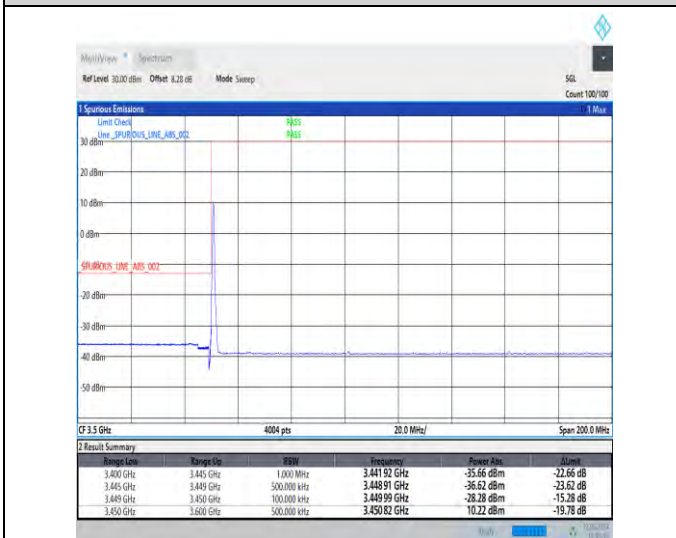 MultiView Spectrum
Ref Level 30.00 dBm Offset 8.28 dB Mode Sweep SGL
Count 100/100
1 Spurious Emissions 1 Max
Limit Check PASS
Line _SPURIOUS_LINE_ABS_002 PASS
30 dBm
20 dBm
10 dBm
0 dBm
_SPURIOUS_LINE_ABS_002
-20 dBm
-30 dBm
-40 dBm
-50 dBm
CF 3.5 GHz 4004 pts 20.0 MHz/ Span 200.0 MHz
2 Result Summary
Range Low Range Up RBW Frequency Power Abs ΔLimit
3.400 GHz 3.445 GHz 1.000 MHz 3.441 92 GHz -35.66 dBm -22.66 dB
3.445 GHz 3.449 GHz 500.000 kHz 3.448 91 GHz -36.62 dBm -23.62 dB
3.449 GHz 3.450 GHz 100.000 kHz 3.449 99 GHz -28.28 dBm -15.28 dB
3.450 GHz 3.600 GHz 500.000 kHz 3.450 82 GHz 10.22 dBm -19.78 dB